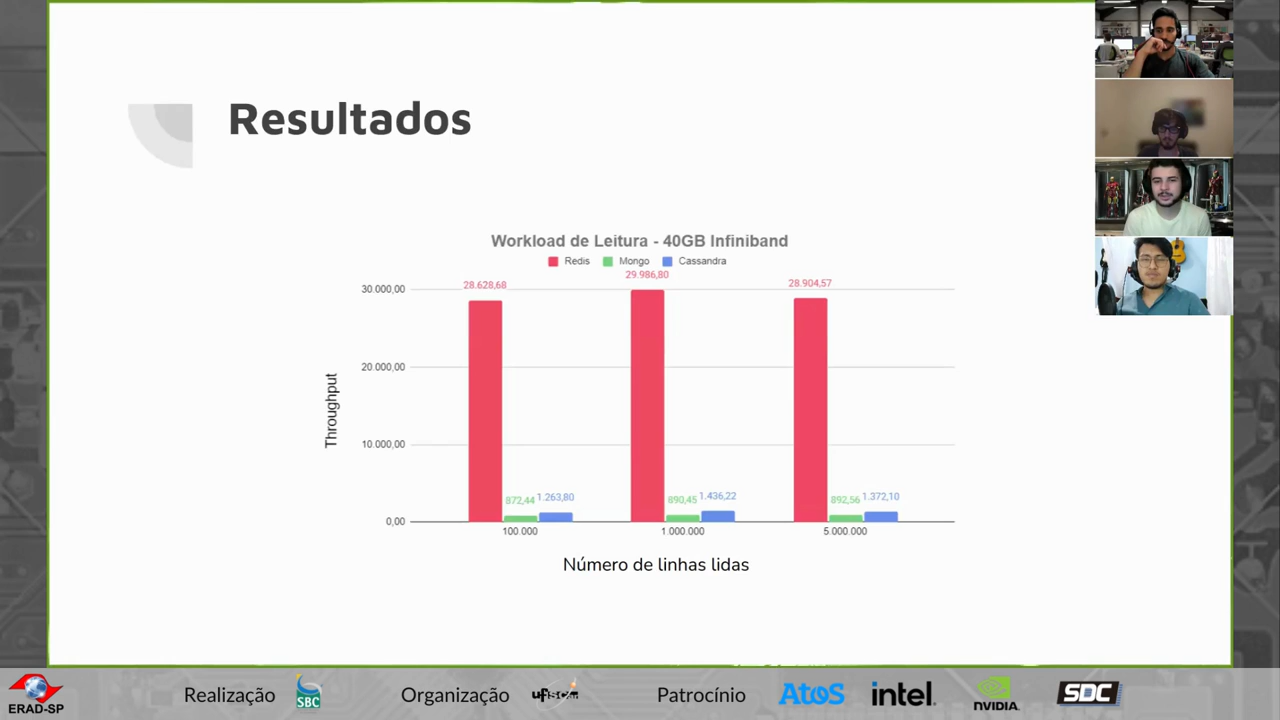 Resultados
Workload de Leitura - 40GB Infiniband
Redis Mongo Cassandra
30.000,00
20.000,00
10.000,00
0,00
Throughput
28.628,68
872,44
1.263,80
29.986,80
890,45
1.436,22
28.904,57
892,56
1.372,10
100.000
1.000.000
5.000.000
Número de linhas lidas
ERAD-SP
Realização
SBC
Organização
ufscar
Patrocínio
Atos
intel.
NVIDIA.
SDC